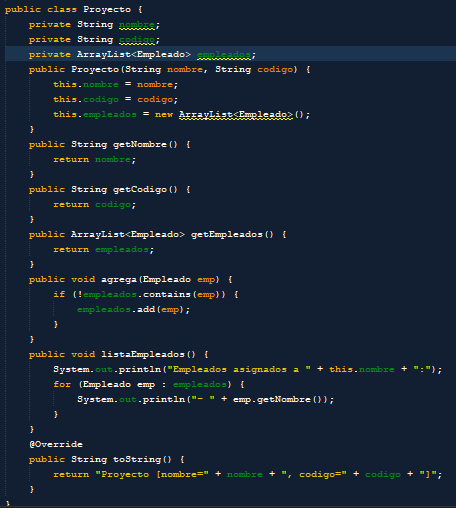 public class Proyecto {
    private String nombre;
    private String codigo;
    private ArrayList<Empleado> empleados;
    public Proyecto(String nombre, String codigo) {
        this.nombre = nombre;
        this.codigo = codigo;
        this.empleados = new ArrayList<Empleado>();
    }
    public String getNombre() {
        return nombre;
    }
    public String getCodigo() {
        return codigo;
    }
    public ArrayList<Empleado> getEmpleados() {
        return empleados;
    }
    public void agrega(Empleado emp) {
        if (!empleados.contains(emp)) {
            empleados.add(emp);
        }
    }
    public void listaEmpleados() {
        System.out.println("Empleados asignados a " + this.nombre + ":");
        for (Empleado emp : empleados) {
            System.out.println("- " + emp.getNombre());
        }
    }
    @Override
    public String toString() {
        return "Proyecto [nombre=" + nombre + ", codigo=" + codigo + "]";
    }
}